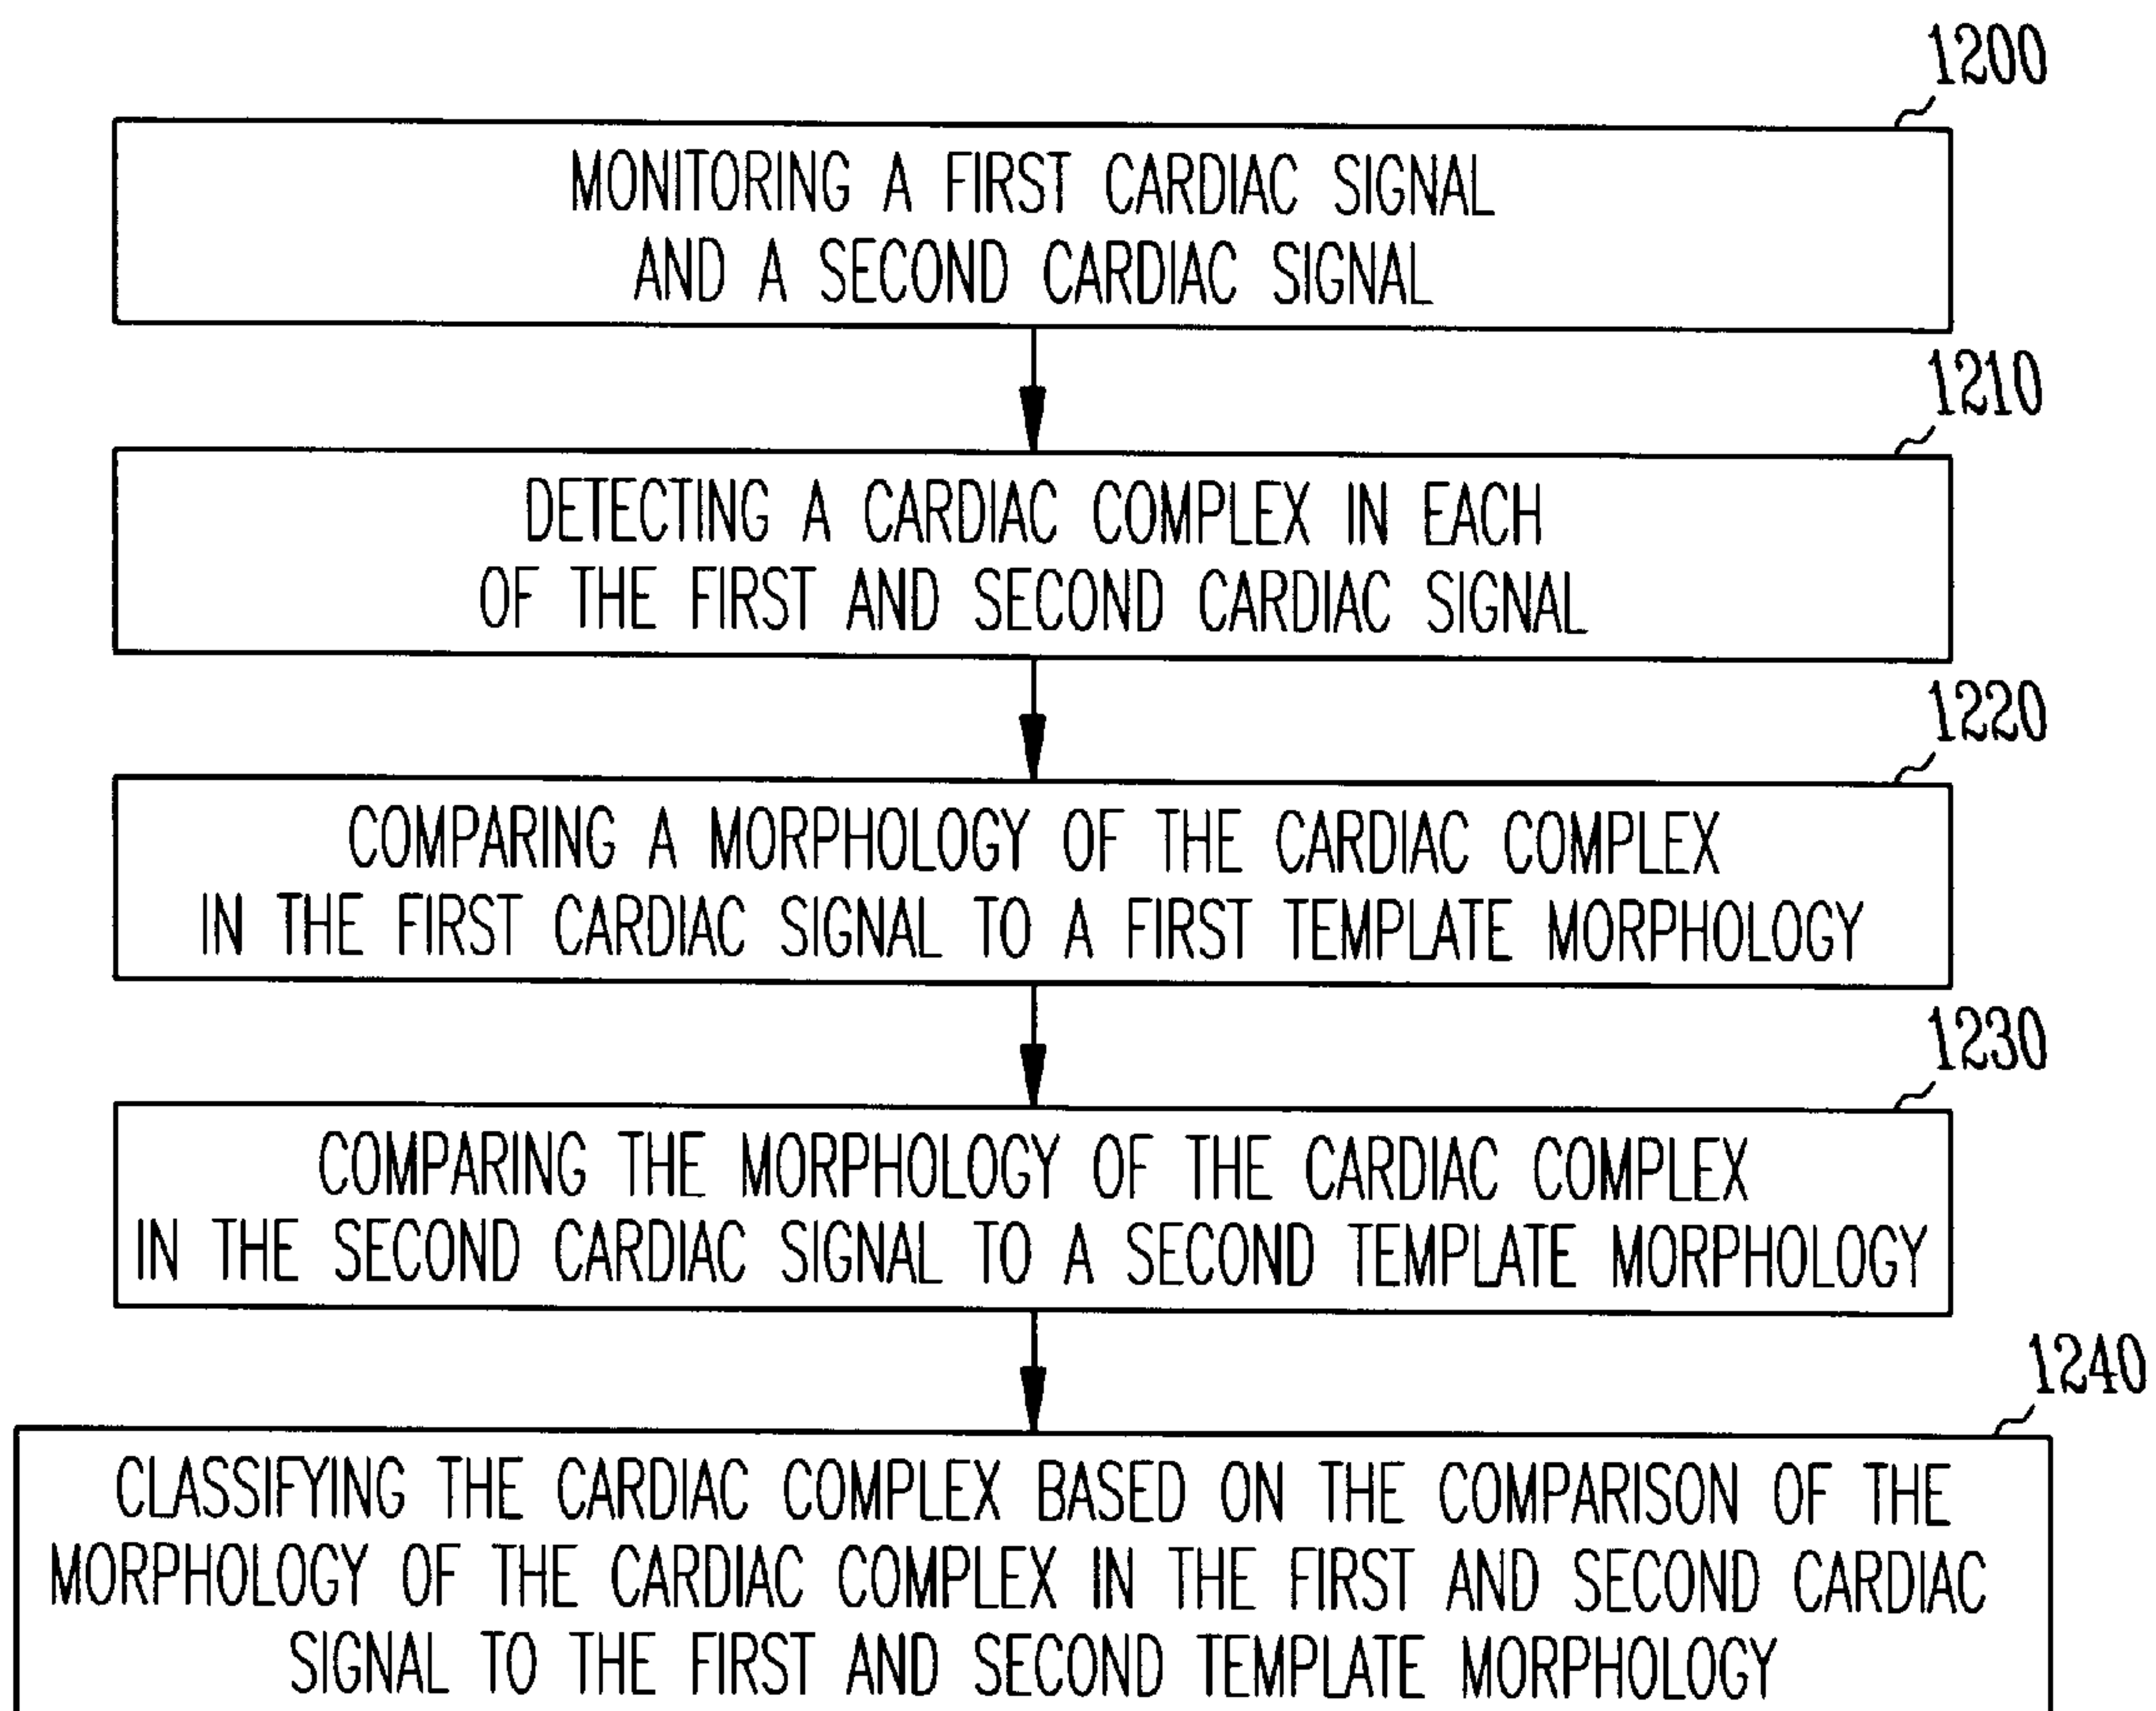 1200
MONITORING A FIRST CARDIAC SIGNAL
AND A SECOND CARDIAC SIGNAL
1210
DETECTING A CARDIAC COMPLEX IN EACH
OF THE FIRST AND SECOND CARDIAC SIGNAL
1220
COMPARING A MORPHOLOGY OF THE CARDIAC COMPLEX
IN THE FIRST CARDIAC SIGNAL TO A FIRST TEMPLATE MORPHOLOGY
1230
COMPARING THE MORPHOLOGY OF THE CARDIAC COMPLEX
IN THE SECOND CARDIAC SIGNAL TO A SECOND TEMPLATE MORPHOLOGY
1240
CLASSIFYING THE CARDIAC COMPLEX BASED ON THE COMPARISON OF THE
MORPHOLOGY OF THE CARDIAC COMPLEX IN THE FIRST AND SECOND CARDIAC
SIGNAL TO THE FIRST AND SECOND TEMPLATE MORPHOLOGY